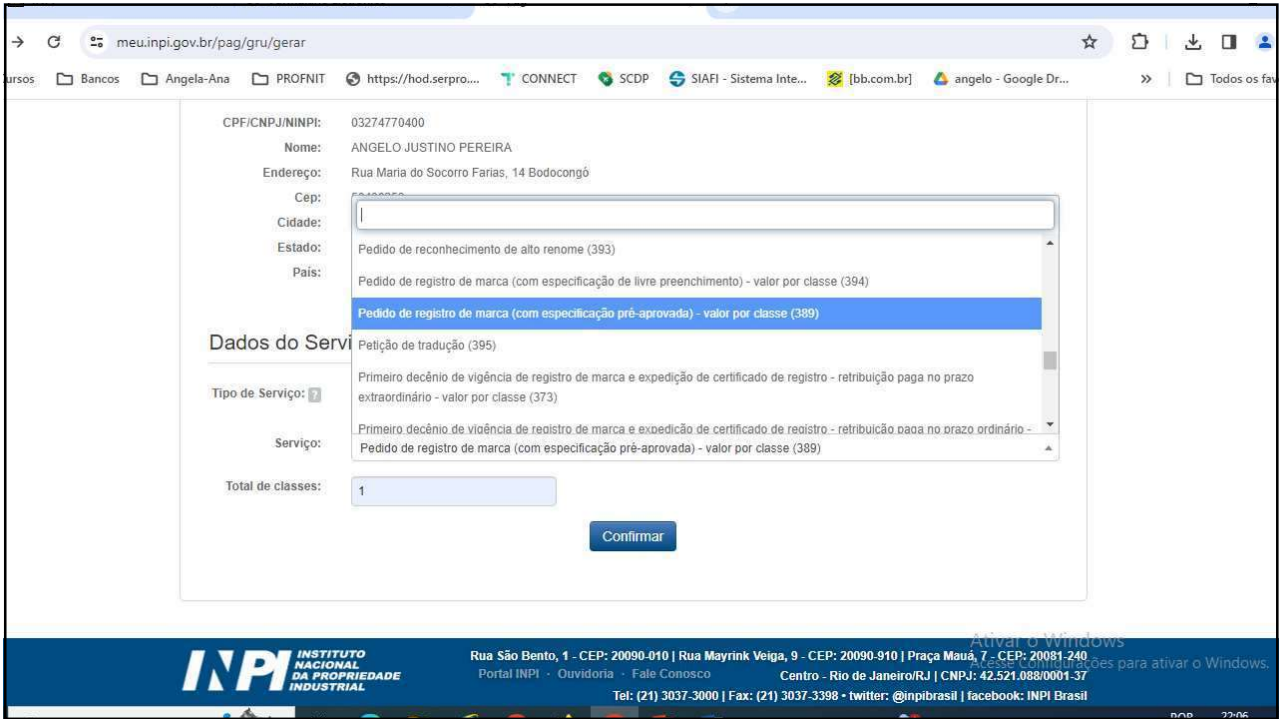 meu.inpi.gov.br/pag/gru/gerar
ursos Bancos Angela-Ana PROFNIT https://hod.serpro.... CONNECT SCDP SIAFI - Sistema Inte... [bb.com.br] angelo - Google Dr... » Todos os fav
CPF/CNPJ/NINPI: 03274770400
Nome: ANGELO JUSTINO PEREIRA
Endereço: Rua Maria do Socorro Farias, 14 Bodocongó
Cep:
Cidade:
Estado:
País:
Pedido de reconhecimento de alto renome (393)
Pedido de registro de marca (com especificação de livre preenchimento) - valor por classe (394)
Pedido de registro de marca (com especificação pré-aprovada) - valor por classe (389)
Dados do Servi
Petição de tradução (395)
Tipo de Serviço: ?
Primeiro decênio de vigência de registro de marca e expedição de certificado de registro - retribuição paga no prazo
extraordinário - valor por classe (373)
Primeiro decênio de vigência de registro de marca e expedição de certificado de registro - retribuição paga no prazo ordinário -
Serviço: Pedido de registro de marca (com especificação pré-aprovada) - valor por classe (389)
Total de classes: 1
Confirmar
INPI INSTITUTO
NACIONAL
DA PROPRIEDADE
INDUSTRIAL
Rua São Bento, 1 - CEP: 20090-010 | Rua Mayrink Veiga, 9 - CEP: 20090-910 | Praça Mauá, 7 - CEP: 20081-240
Portal INPI · Ouvidoria · Fale Conosco Centro - Rio de Janeiro/RJ | CNPJ: 42.521.088/0001-37
Tel: (21) 3037-3000 | Fax: (21) 3037-3398 • twitter: @inpibrasil | facebook: INPI Brasil
Ativar o Windows
Acesse Configurações para ativar o Windows.
POR 22:06